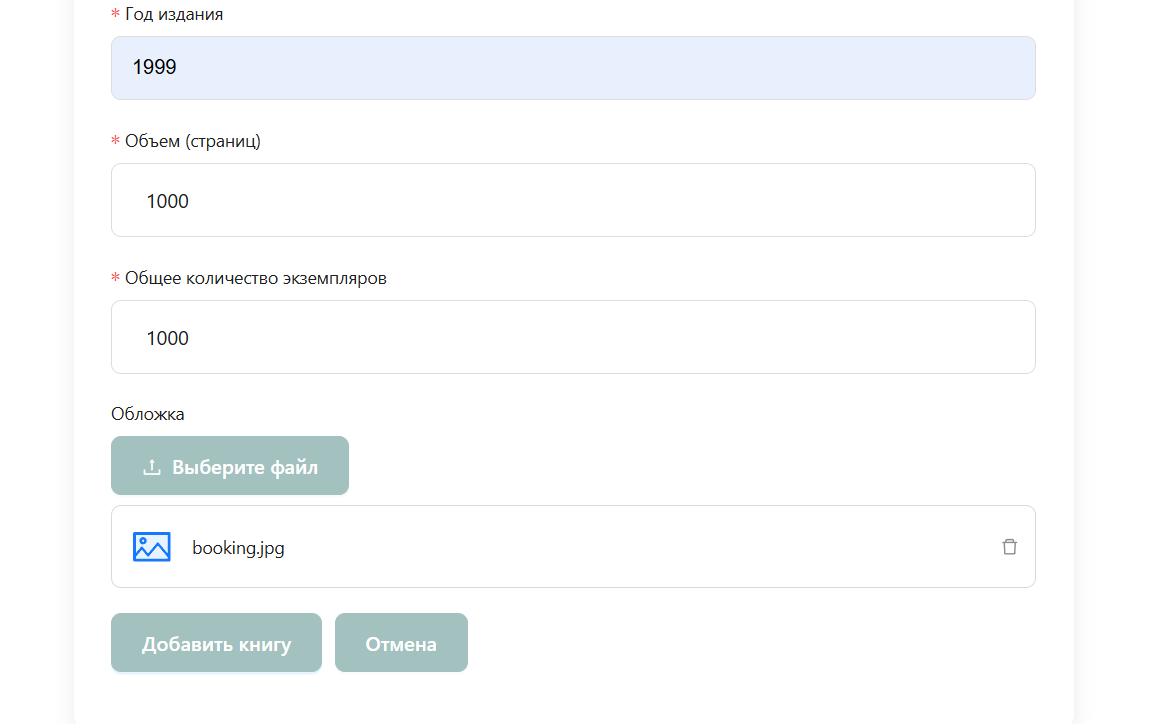 * Год издания
1999
* Объем (страниц)
1000
* Общее количество экземпляров
1000
Обложка
Выберите файл
booking.jpg
Добавить книгу Отмена